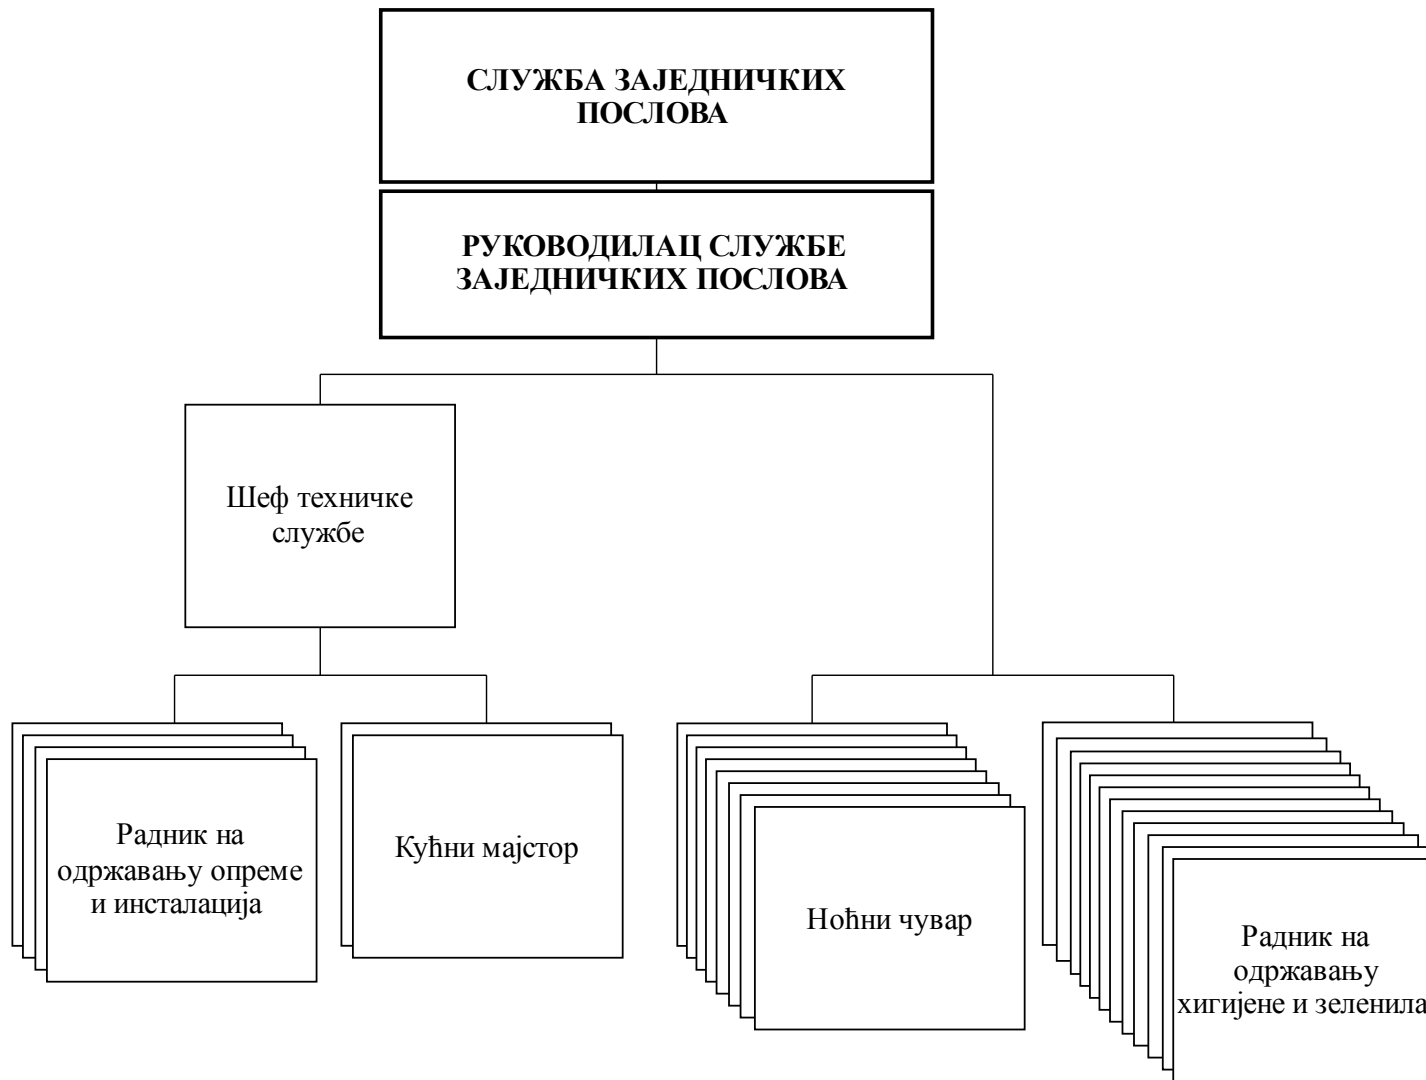 СЛУЖБА ЗАЈЕДНИЧКИХ
ПОСЛОВА
РУКОВОДИЛАЦ СЛУЖБЕ
ЗАЈЕДНИЧКИХ ПОСЛОВА
Шеф техничке
службе
Радник на
одржавању опреме
и инсталација
Кућни мајстор
Ноћни чувар
Радник на
одржавању
хигијене и зеленила